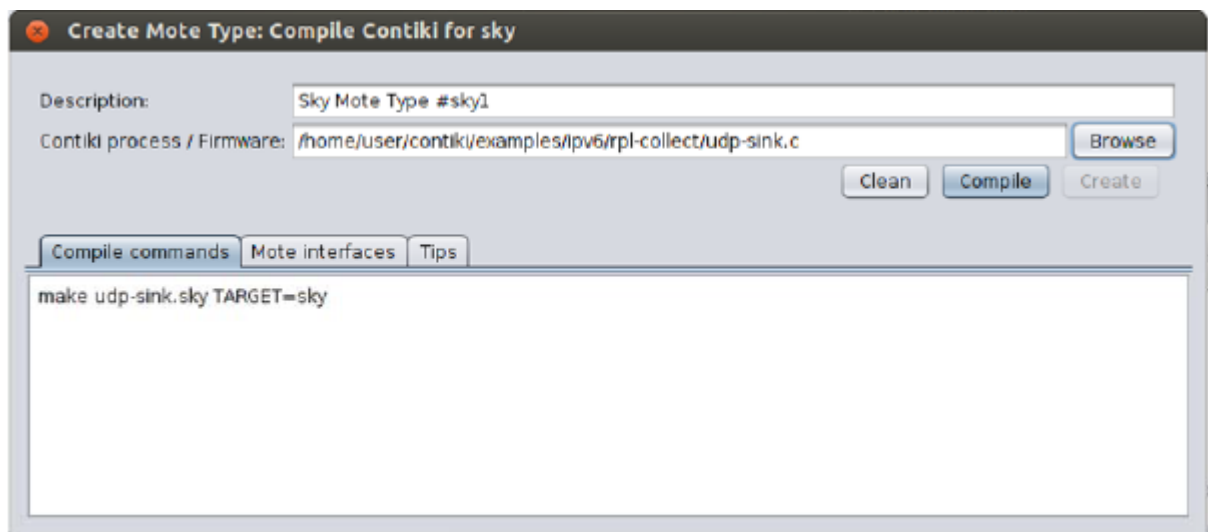 Create Mote Type: Compile Contiki for sky
Description: Sky Mote Type #sky1
Contiki process / Firmware: /home/user/contiki/examples/ipv6/rpl-collect/udp-sink.c Browse
Clean Compile Create
Compile commands Mote interfaces Tips
make udp-sink.sky TARGET=sky